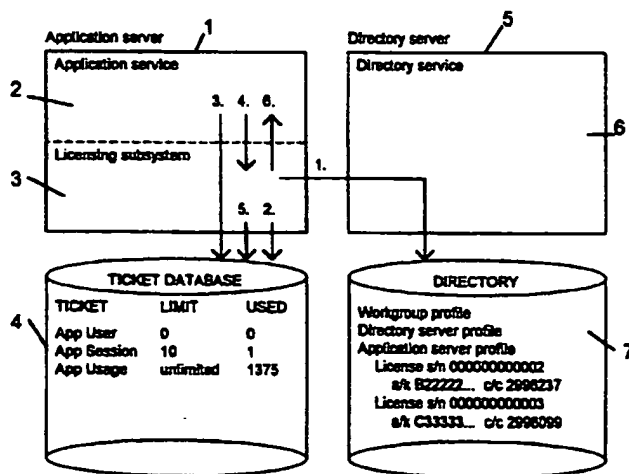 1
Application server
Application service
2
3. 4. 6.
Licensing subsystem
3
1.
5. 2.
5
Directory server
Directory service
6
TICKET DATABASE
TICKET LIMIT USED
App User 0 0
App Session 10 1
App Usage unlimited 1375
4
DIRECTORY
Workgroup profile
Directory server profile
Application server profile
License s/n 000000000002
a/k B22222... c/c 2996237
License s/n 000000000003
a/k C33333... c/c 2996099
7